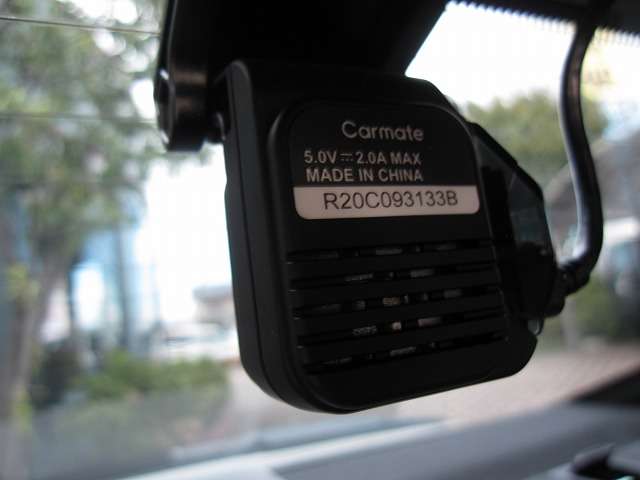 Carmate
5.0V ⎓ 2.0A MAX
MADE IN CHINA
R20C093133B